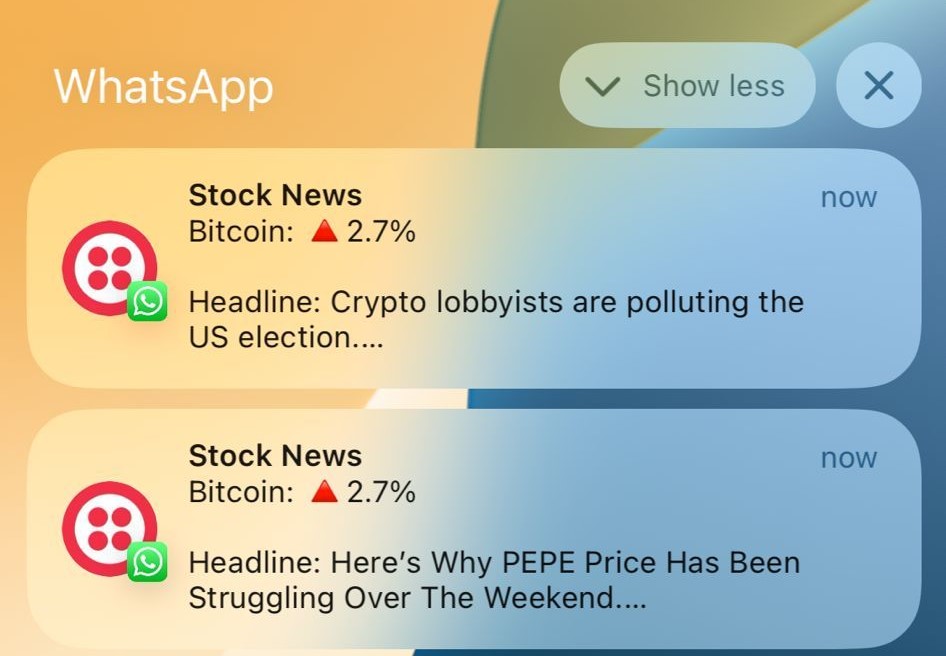 WhatsApp
Show less
Stock News
now
Bitcoin: 🔺 2.7%
Headline: Crypto lobbyists are polluting the
US election....
Stock News
now
Bitcoin: 🔺 2.7%
Headline: Here’s Why PEPE Price Has Been
Struggling Over The Weekend....